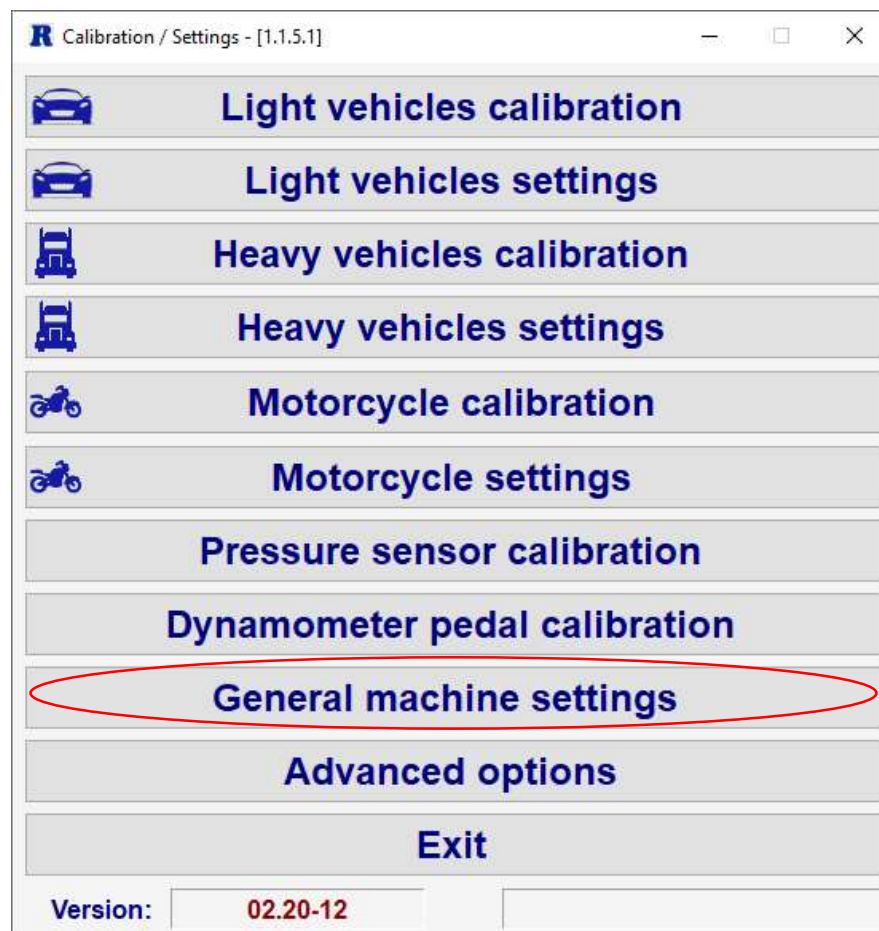 R Calibration / Settings - [1.1.5.1]
Light vehicles calibration
Light vehicles settings
Heavy vehicles calibration
Heavy vehicles settings
Motorcycle calibration
Motorcycle settings
Pressure sensor calibration
Dynamometer pedal calibration
General machine settings
Advanced options
Exit
Version: 02.20-12